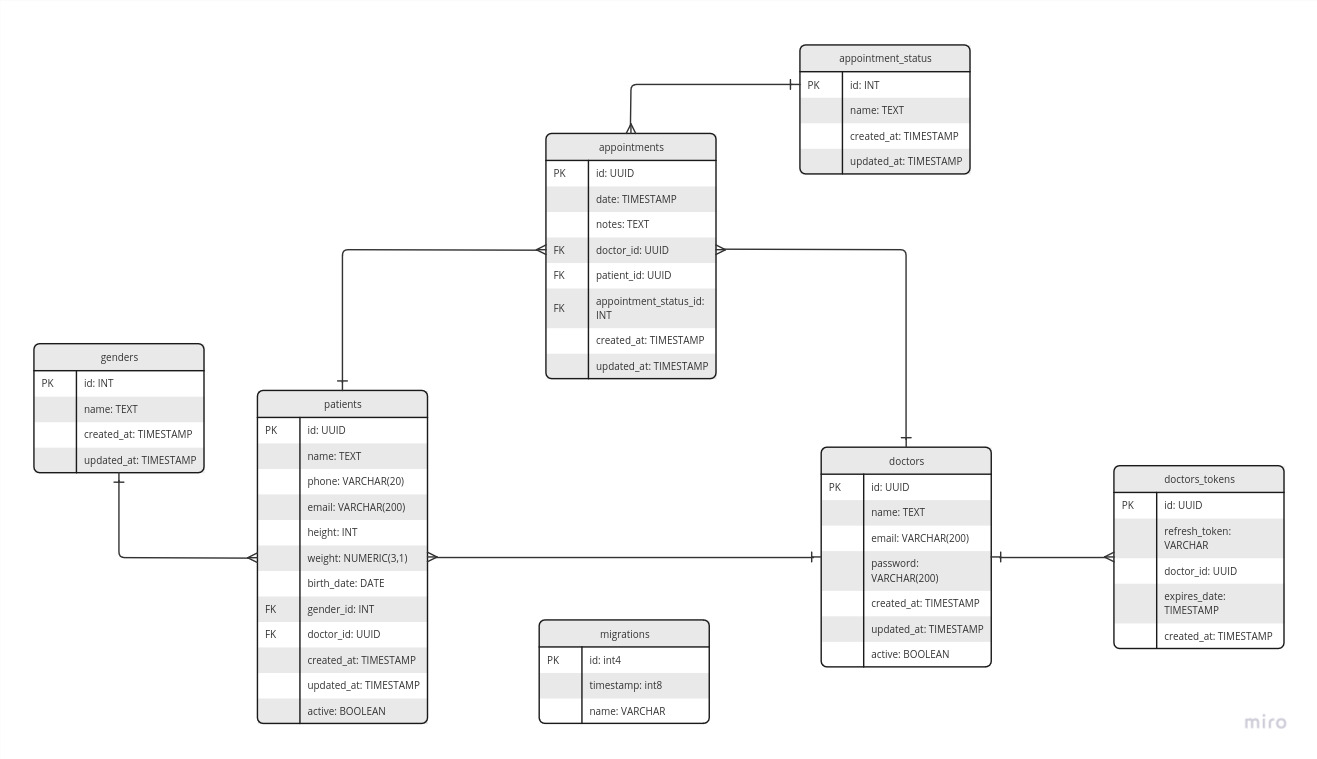 appointment_status
PK id: INT
name: TEXT
created_at: TIMESTAMP
updated_at: TIMESTAMP
appointments
PK id: UUID
date: TIMESTAMP
notes: TEXT
FK doctor_id: UUID
FK patient_id: UUID
FK appointment_status_id:
INT
created_at: TIMESTAMP
updated_at: TIMESTAMP
genders
PK id: INT
name: TEXT
created_at: TIMESTAMP
updated_at: TIMESTAMP
patients
PK id: UUID
name: TEXT
phone: VARCHAR(20)
email: VARCHAR(200)
height: INT
weight: NUMERIC(3,1)
birth_date: DATE
FK gender_id: INT
FK doctor_id: UUID
created_at: TIMESTAMP
updated_at: TIMESTAMP
active: BOOLEAN
doctors
PK id: UUID
name: TEXT
email: VARCHAR(200)
password:
VARCHAR(200)
created_at: TIMESTAMP
updated_at: TIMESTAMP
active: BOOLEAN
doctors_tokens
PK id: UUID
refresh_token:
VARCHAR
doctor_id: UUID
expires_date:
TIMESTAMP
created_at: TIMESTAMP
migrations
PK id: int4
timestamp: int8
name: VARCHAR
miro